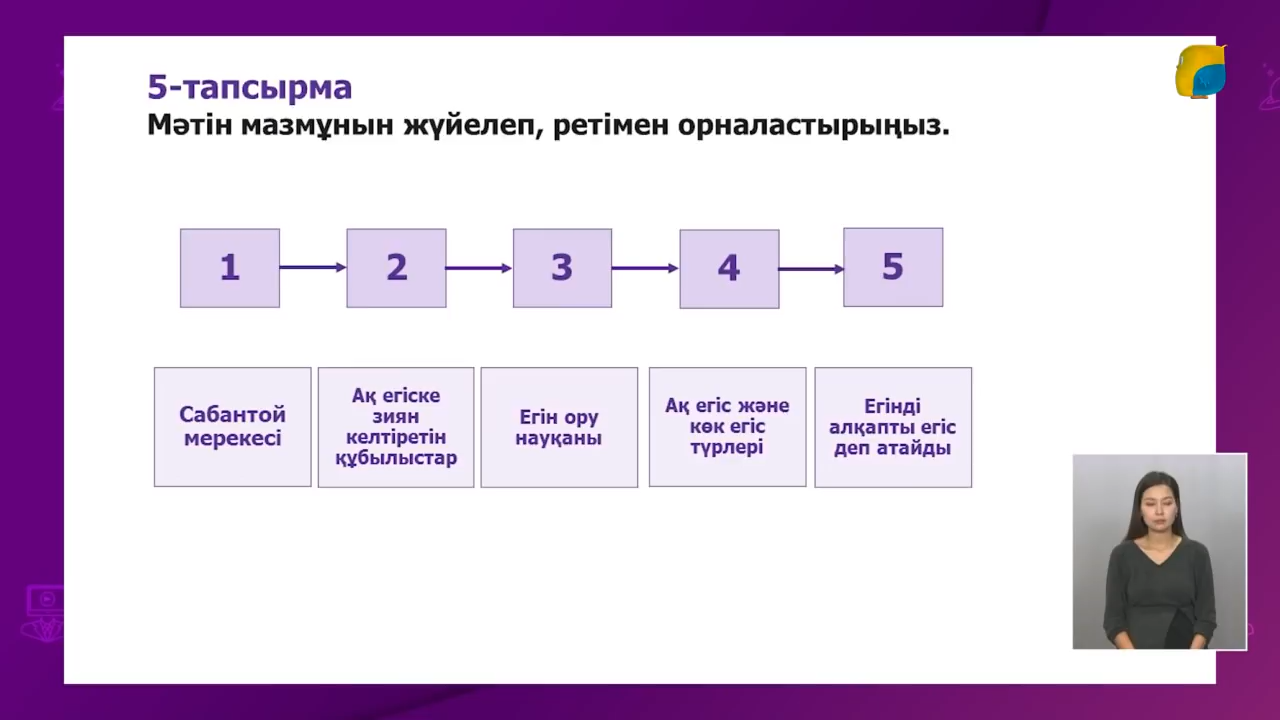 5-тапсырма
Мәтін мазмұнын жүйелеп, ретімен орналастырыңыз.
1
2
3
4
5
Сабантой
мерекесі
Ақ егіске
зиян
келтіретін
құбылыстар
Егін ору
науқаны
Ақ егіс және
көк егіс
түрлері
Егінді
алқапты егіс
деп атайды